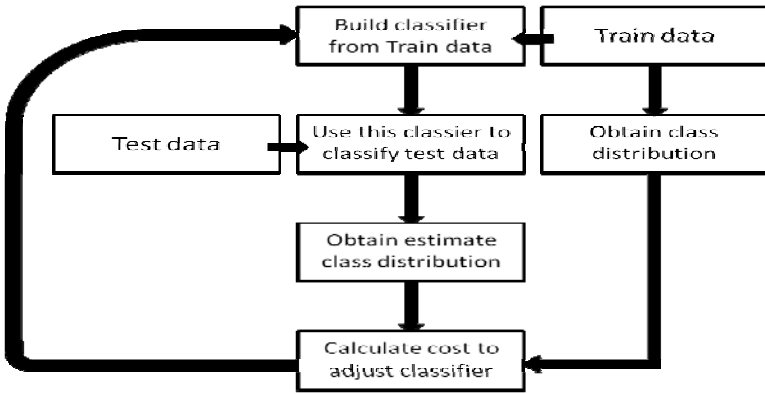 Build classifier
from Train data
Train data
Test data
Use this classier to
classify test data
Obtain class
distribution
Obtain estimate
class distribution
Calculate cost to
adjust classifier